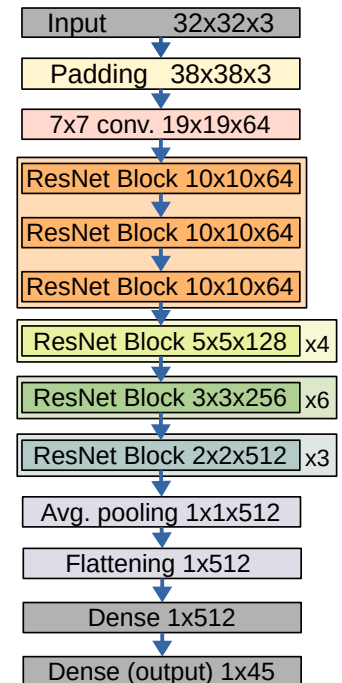 Input 32x32x3
Padding 38x38x3
7x7 conv. 19x19x64
ResNet Block 10x10x64
ResNet Block 10x10x64
ResNet Block 10x10x64
ResNet Block 5x5x128 x4
ResNet Block 3x3x256 x6
ResNet Block 2x2x512 x3
Avg. pooling 1x1x512
Flattening 1x512
Dense 1x512
Dense (output) 1x45